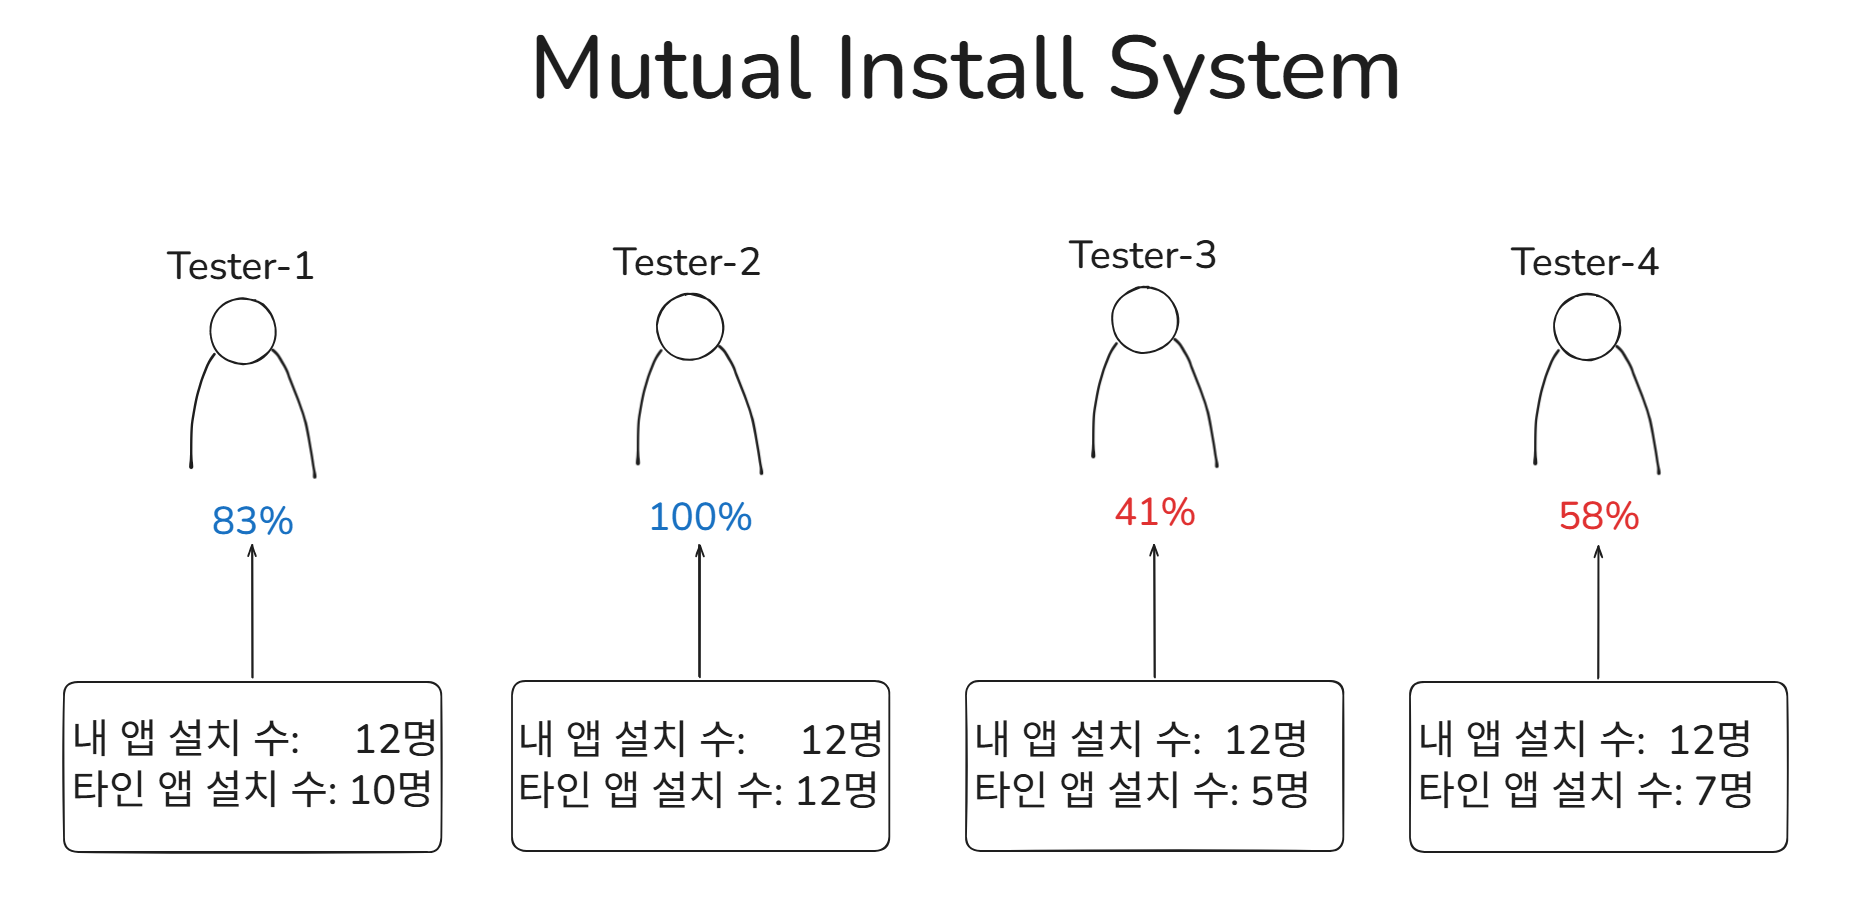 Mutual Install System
Tester-1
Tester-2
Tester-3
Tester-4
83%
100%
41%
58%
내 앱 설치 수: 12명
타인 앱 설치 수: 10명
내 앱 설치 수: 12명
타인 앱 설치 수: 12명
내 앱 설치 수: 12명
타인 앱 설치 수: 5명
내 앱 설치 수: 12명
타인 앱 설치 수: 7명